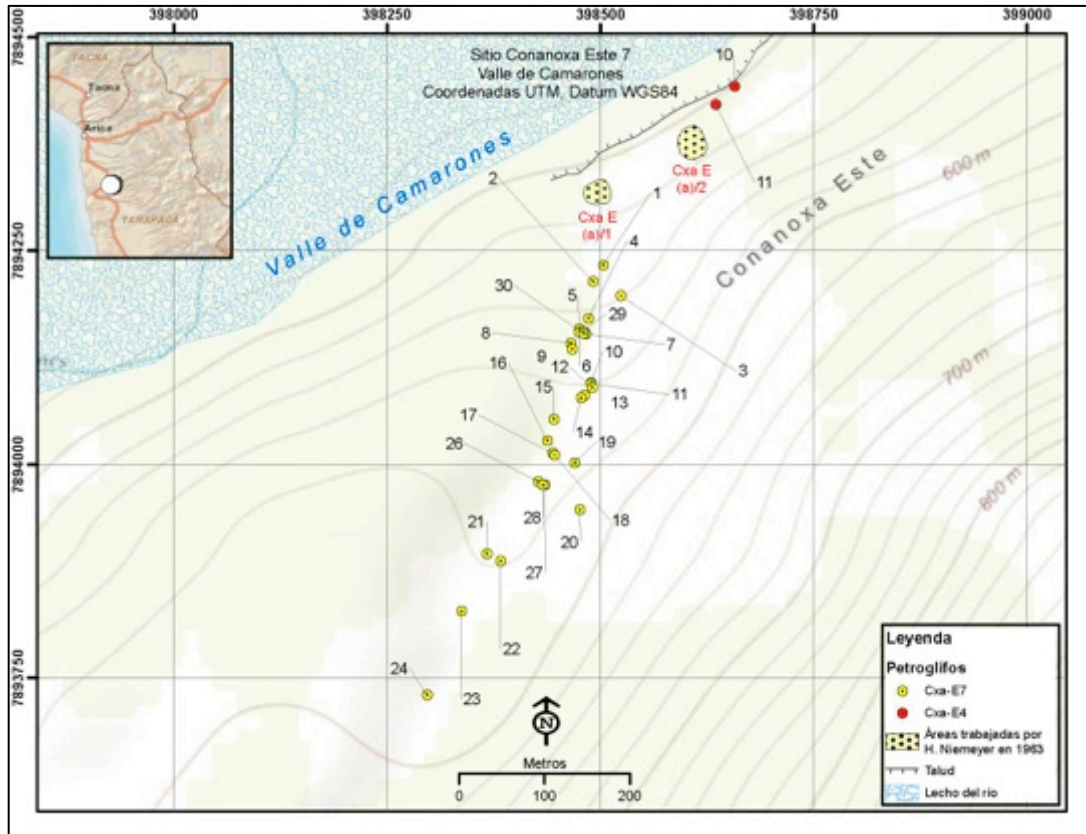 398000
398250
398500
398750
399000
7894500
7894250
7894000
7893750
TACNA
Tacna
Arica
TARAPACA
Sitio Conanoxa Este 7
Valle de Camarones
Coordenadas UTM, Datum WGS84
Valle de Camarones
Conanoxa Este
600 m
700 m
800 m
10
11
Cxa E
(a)/2
Cxa E
(a)/1
2
1
4
30
5
29
8
7
3
16
9
12
6
10
11
15
13
17
14
19
26
18
28
20
21
27
22
24
23
N
Metros
0 100 200
Leyenda
Petroglifos
Cxa-E7
Cxa-E4
Áreas trabajadas por
H. Niemeyer en 1963
Talud
Lecho del río